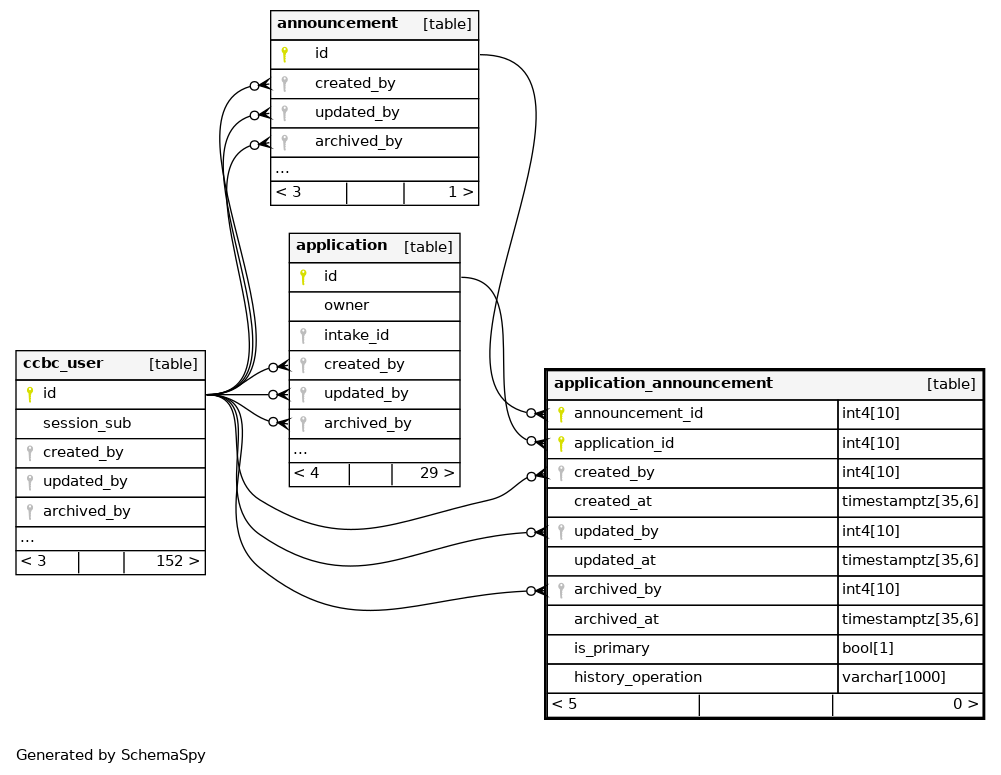 announcement [table]
id
created_by
updated_by
archived_by
...
< 3 1 >
application [table]
id
owner
intake_id
created_by
updated_by
archived_by
...
< 4 29 >
ccbc_user [table]
id
session_sub
created_by
updated_by
archived_by
...
< 3 152 >
application_announcement [table]
announcement_id int4[10]
application_id int4[10]
created_by int4[10]
created_at timestamptz[35,6]
updated_by int4[10]
updated_at timestamptz[35,6]
archived_by int4[10]
archived_at timestamptz[35,6]
is_primary bool[1]
history_operation varchar[1000]
< 5 0 >
Generated by SchemaSpy